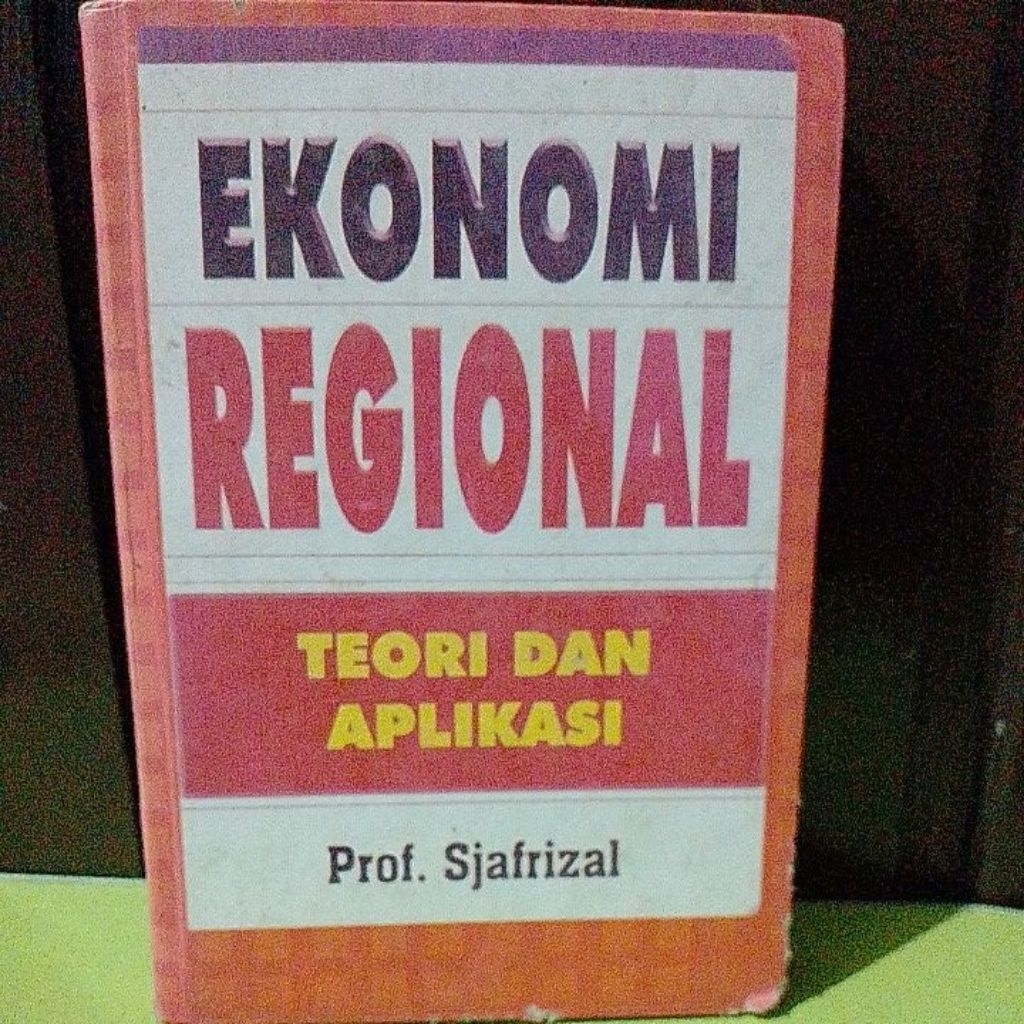 EKONOMI
REGIONAL
TEORI DAN
APLIKASI
Prof. Sjafrizal